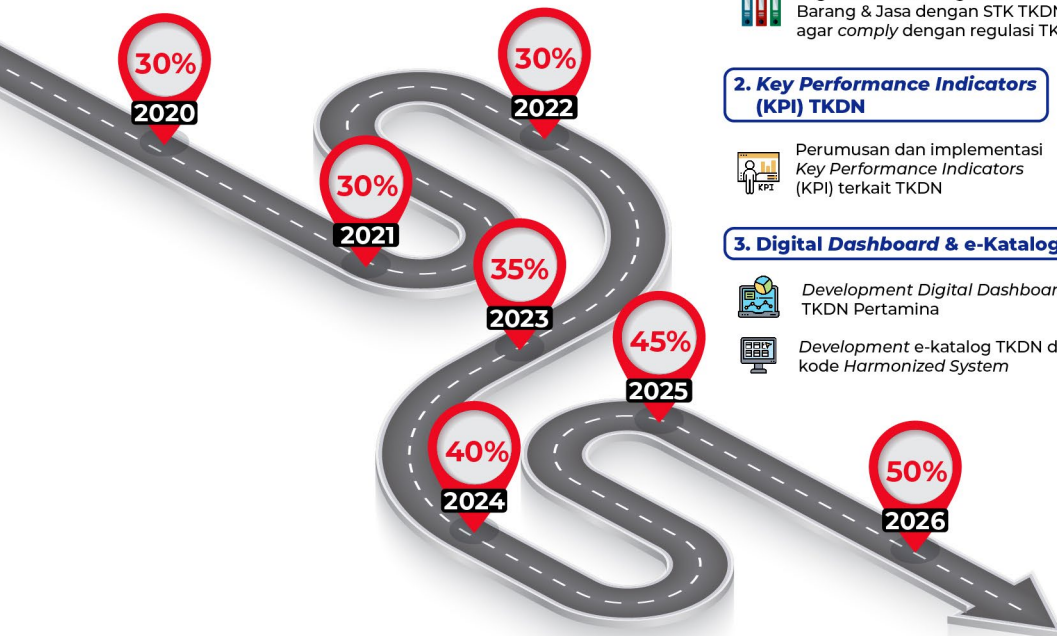 30%
2020
30%
2021
30%
2022
35%
2023
40%
2024
45%
2025
50%
2026
Barang & Jasa dengan STK TKDN
agar comply dengan regulasi
2. Key Performance Indicators
(KPI) TKDN
KPI
Perumusan dan implementasi
Key Performance Indicators
(KPI) terkait TKDN
3. Digital Dashboard & e-Katalog
Development Digital
TKDN Pertamina
Development e-katalog TKDN
kode Harmonized System